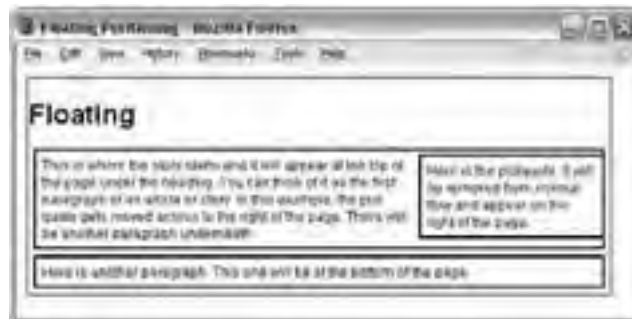 Floating Positioning - Mozilla Firefox
File Edit View History Bookmarks Tools Help
Floating
This is where the story starts and it will appear at the top of
the page under the heading. You can think of it as the first
paragraph of an article or story. In this example, the pull
quote gets moved across to the right of the page. There will
be another paragraph underneath.
Here is the pullquote. It will
be removed from normal
flow and appear on the
right of the page.
Here is another paragraph. This one will be at the bottom of the page.